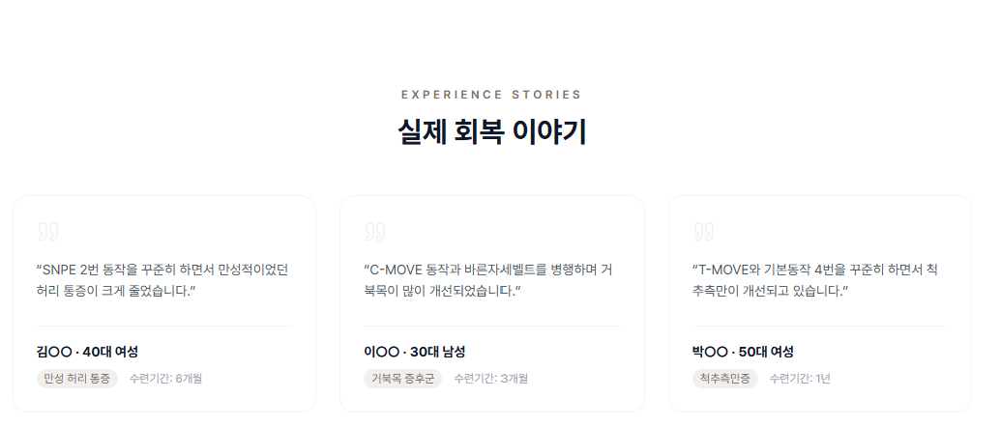 EXPERIENCE STORIES
실제 회복 이야기
“SNPE 2번 동작을 꾸준히 하면서 만성적이었던
허리 통증이 크게 줄었습니다.”
김○○ · 40대 여성
만성 허리 통증 수련기간: 6개월
“C-MOVE 동작과 바른자세벨트를 병행하며 거
북목이 많이 개선되었습니다.”
이○○ · 30대 남성
거북목 증후군 수련기간: 3개월
“T-MOVE와 기본동작 4번을 꾸준히 하면서 척
추측만이 개선되고 있습니다.”
박○○ · 50대 여성
척추측만증 수련기간: 1년